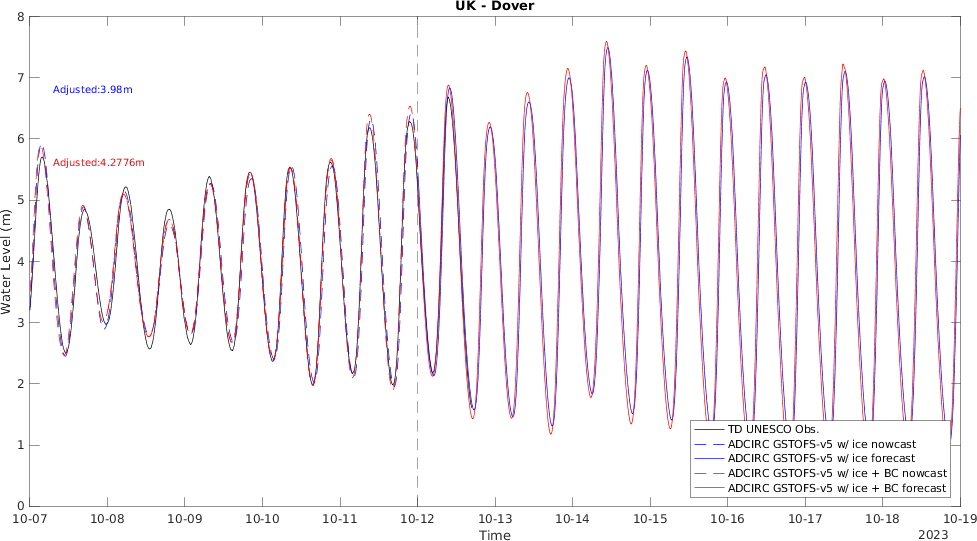 UK - Dover
8
7
6
5
4
3
2
1
0
Water Level (m)
Adjusted:3.98m
Adjusted:4.2776m
TD UNESCO Obs.
ADCIRC GSTOFS-v5 w/ ice nowcast
ADCIRC GSTOFS-v5 w/ ice forecast
ADCIRC GSTOFS-v5 w/ ice + BC nowcast
ADCIRC GSTOFS-v5 w/ ice + BC forecast
10-07 10-08 10-09 10-10 10-11 10-12 10-13 10-14 10-15 10-16 10-17 10-18 10-19
Time
2023